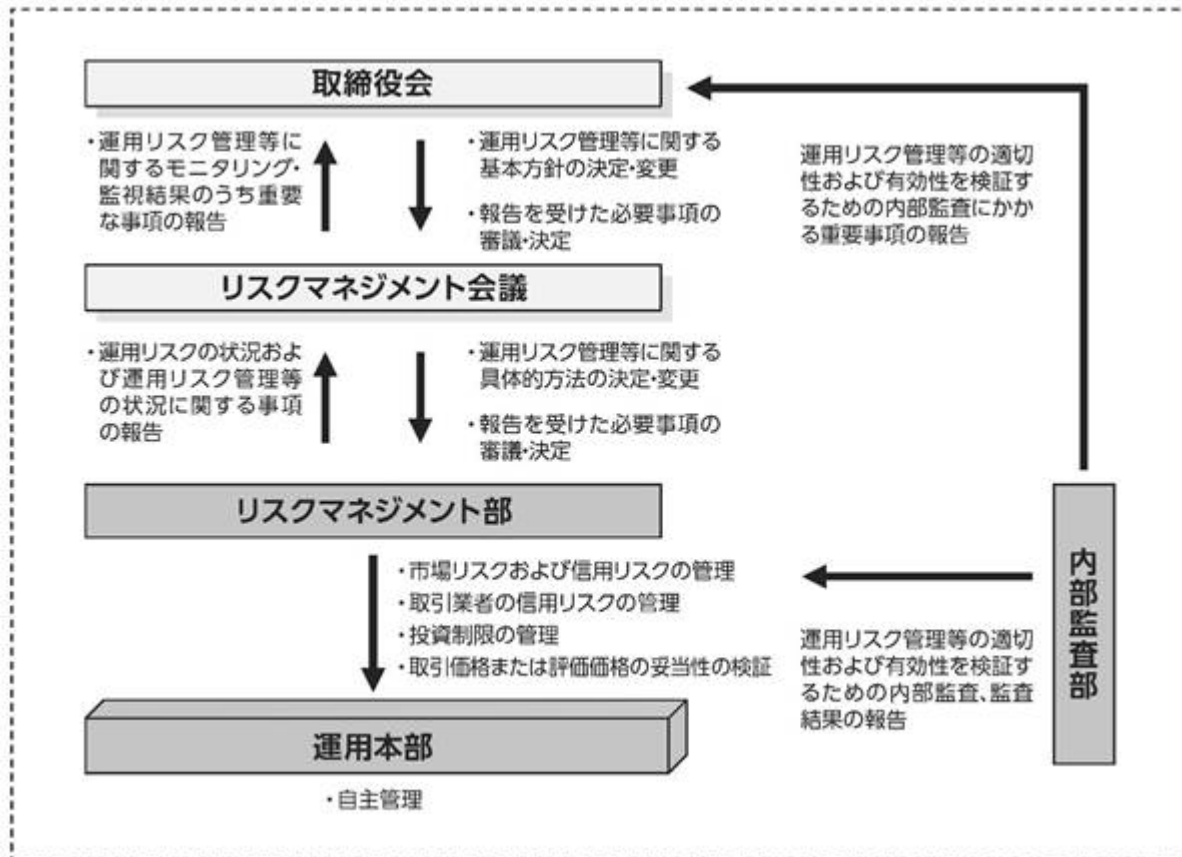 取締役会
・運用リスク管理等に
関するモニタリング・
監視結果のうち重要
な事項の報告
・運用リスク管理等に関する
基本方針の決定・変更
・報告を受けた必要事項の
審議・決定
運用リスク管理等の適切
性および有効性を検証す
るための内部監査にかか
る重要事項の報告
リスクマネジメント会議
・運用リスクの状況およ
び運用リスク管理等
の状況に関する事項
の報告
・運用リスク管理等に関する
具体的方法の決定・変更
・報告を受けた必要事項の
審議・決定
リスクマネジメント部
・市場リスクおよび信用リスクの管理
・取引業者の信用リスクの管理
・投資制限の管理
・取引価格または評価価格の妥当性の検証
内部監査部
運用リスク管理等の適切
性および有効性を検証す
るための内部監査、監査
結果の報告
運用本部
・自主管理